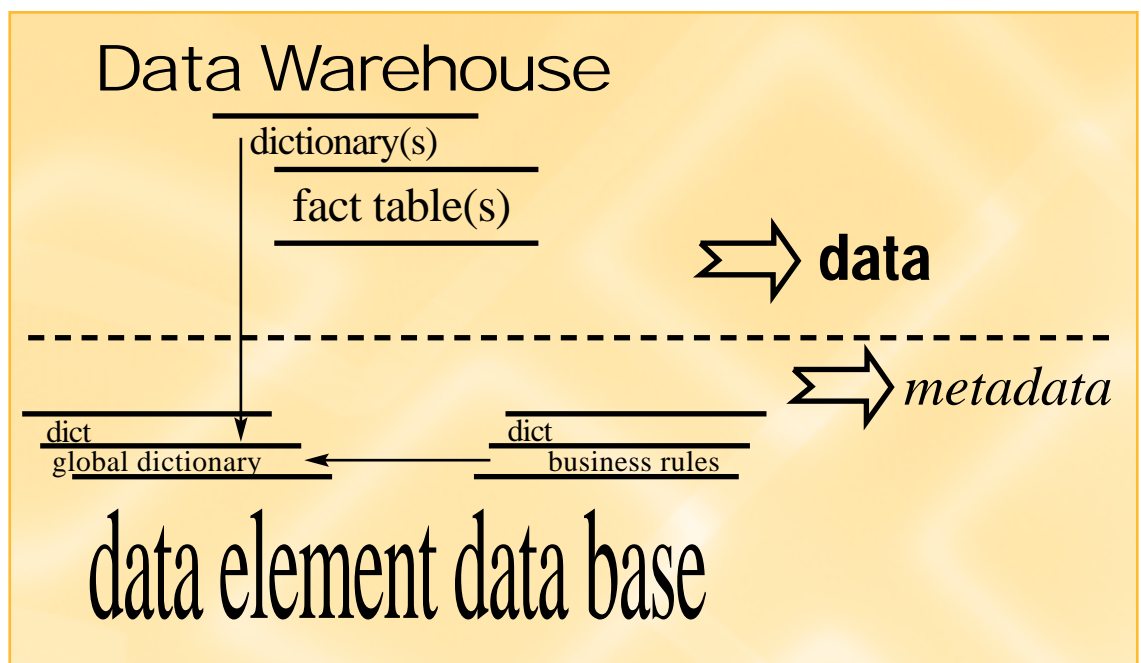 Data Warehouse
dictionary(s)
fact table(s)
data
metadata
dict
global dictionary
dict
business rules
data element data base